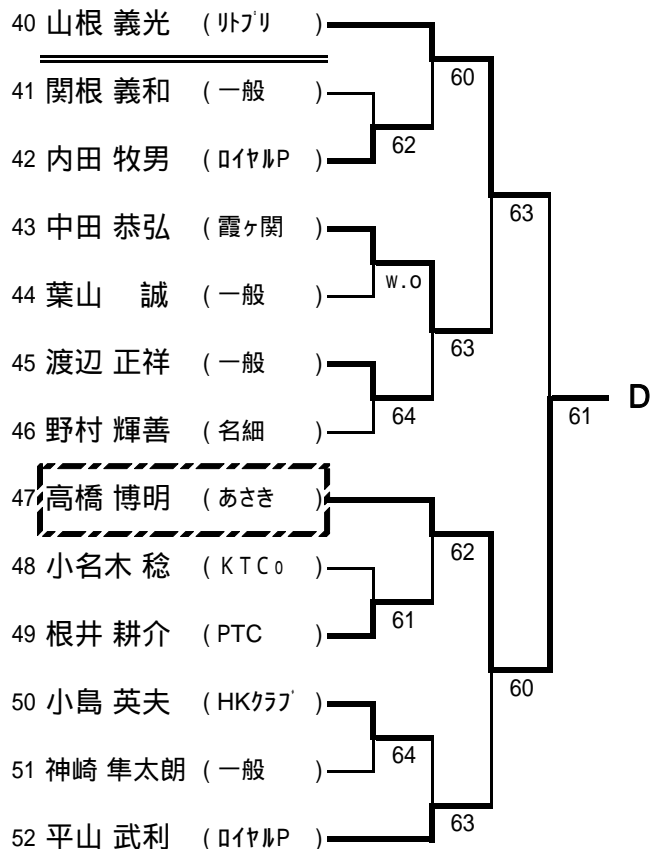 40 山根 義光 (ﾘﾄﾌﾟﾘ)
60
41 関根 義和 (一般)
62
42 内田 牧男 (ﾛｲﾔﾙP)
63
43 中田 恭弘 (霞ヶ関)
w.o
44 葉山 誠 (一般)
63
45 渡辺 正祥 (一般)
64
46 野村 輝善 (名細)
61 D
47 高橋 博明 (あさき)
62
48 小名木 稔 (KTCo)
61
49 根井 耕介 (PTC)
60
50 小島 英夫 (HKｸﾗﾌﾞ)
64
51 神崎 隼太朗 (一般)
63
52 平山 武利 (ﾛｲﾔﾙP)